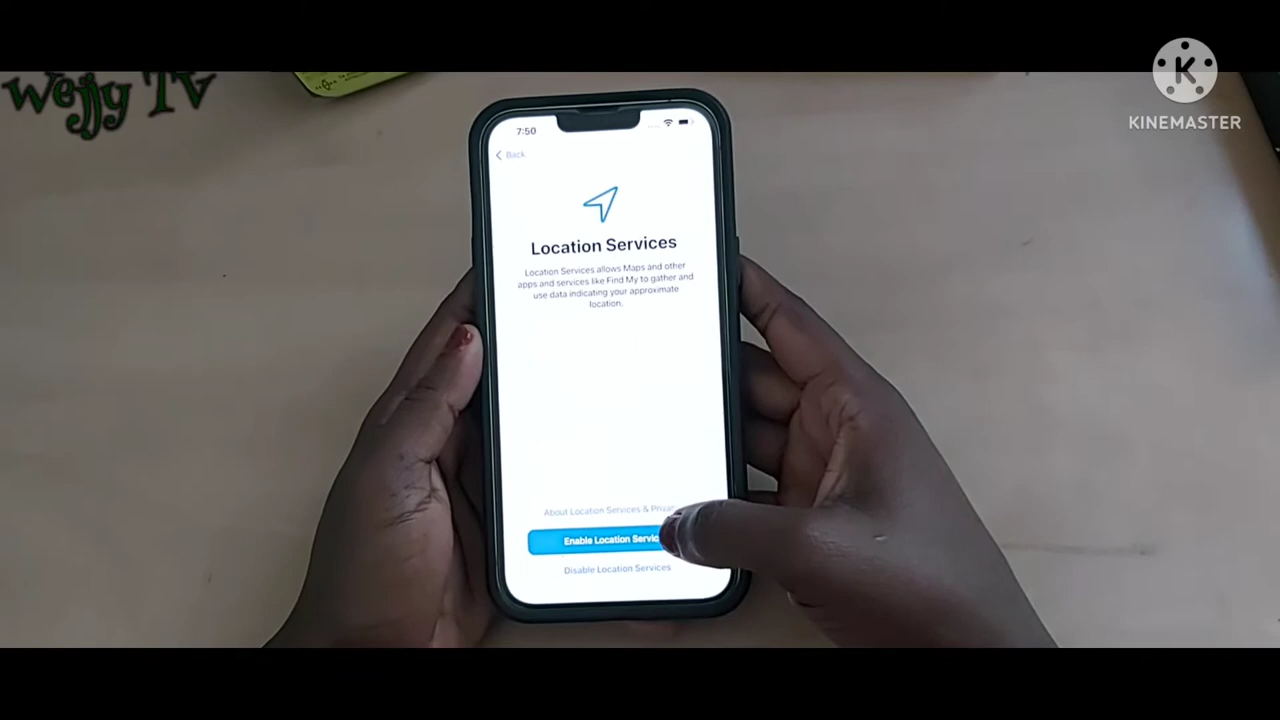 Wejjy TV
KINEMASTER
7:50
Back
Location Services
Location Services allows Maps and other
apps and services like Find My to gather and
use data indicating your approximate
location.
About Location Services &
Enable Location
Disable Location Services